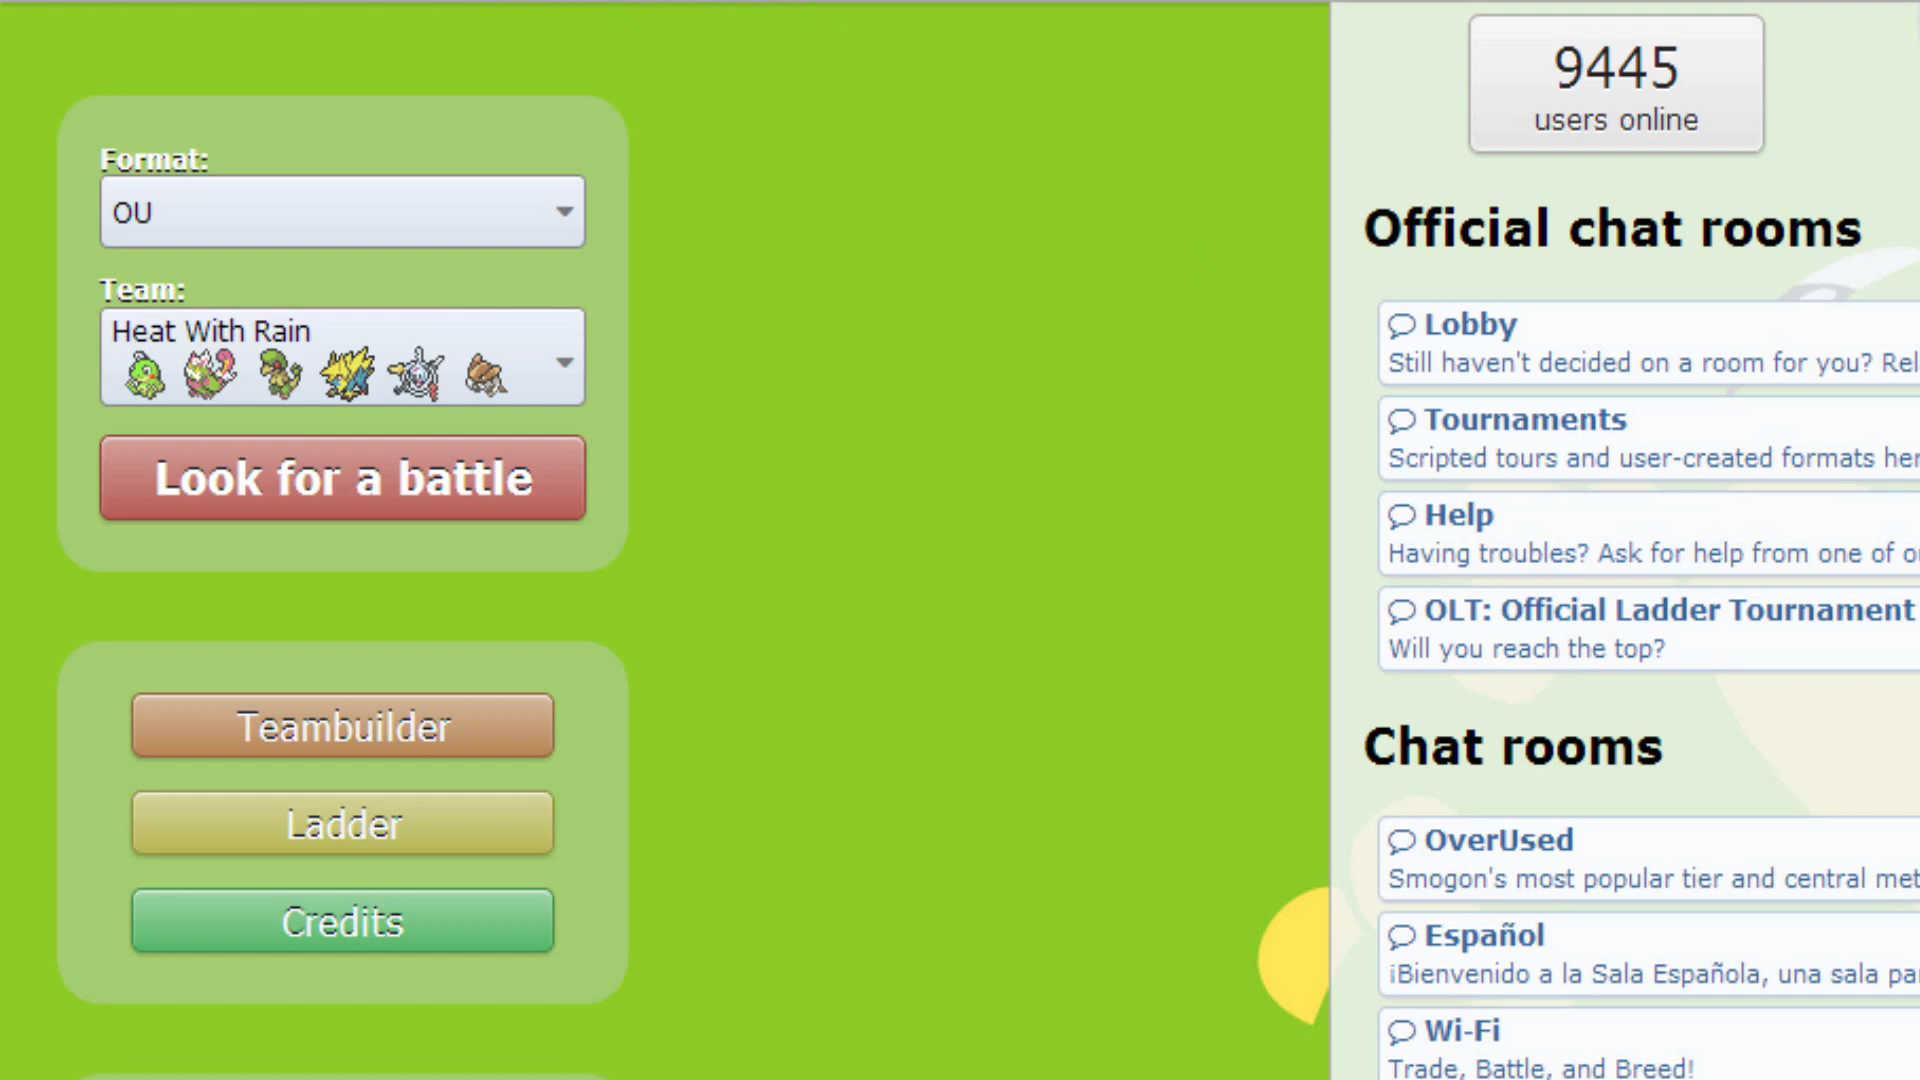 Format:
OU
Team:
Heat With Rain
Look for a battle
Teambuilder
Ladder
Credits
9445
users online
Official chat rooms
Lobby
Still haven't decided on a room for you? Rel
Tournaments
Scripted tours and user-created formats her
Help
Having troubles? Ask for help from one of o
OLT: Official Ladder Tournament
Will you reach the top?
Chat rooms
OverUsed
Smogon's most popular tier and central met
Español
¡Bienvenido a la Sala Española, una sala pa
Wi-Fi
Trade, Battle, and Breed!